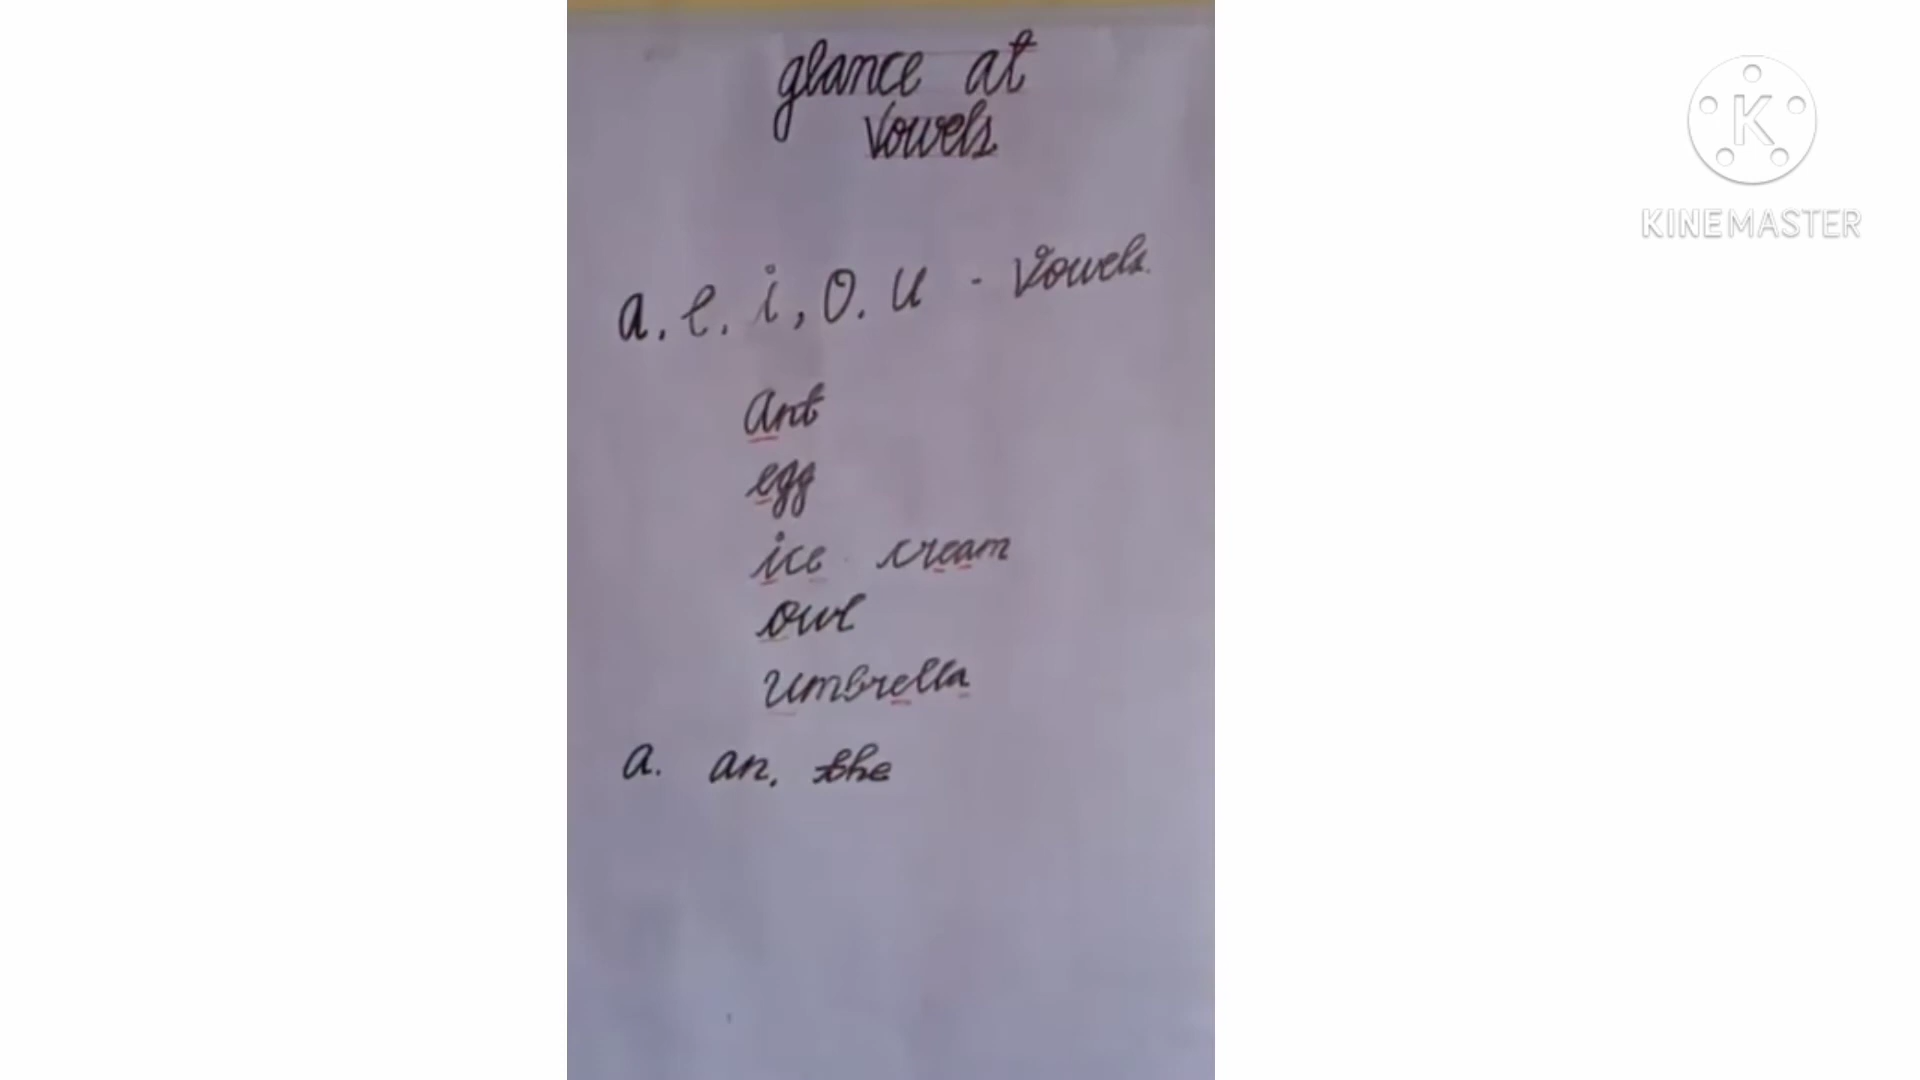 glance at
Vowels
a. e. i, O. U - Vowels.
Ant
egg
ice cream
owl
Umbrella
a. an. the
K
KINEMASTER